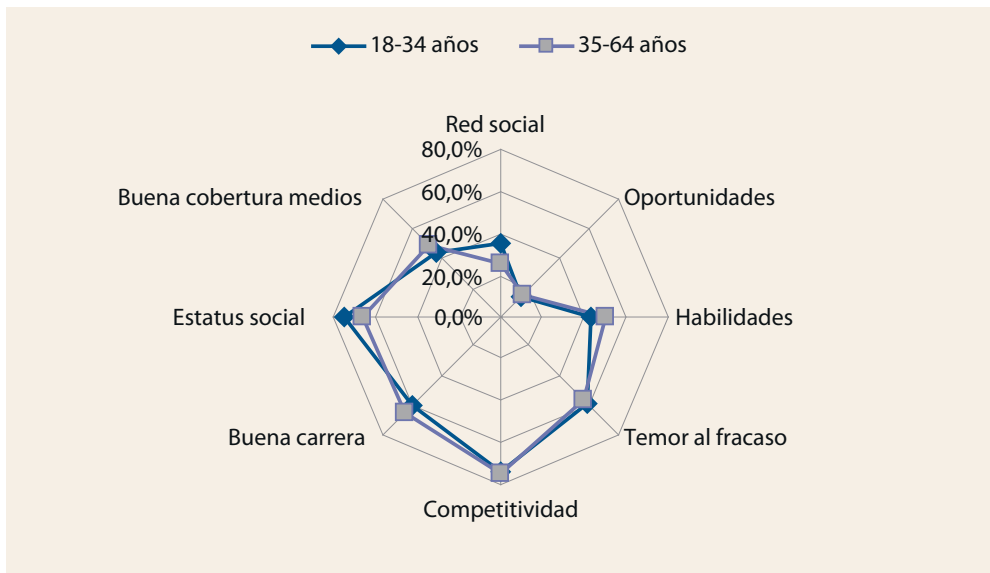 18-34 años
35-64 años
Red social
80,0%
60,0%
40,0%
20,0%
0,0%
Buena cobertura medios
Oportunidades
Estatus social
Habilidades
Buena carrera
Temor al fracaso
Competitividad